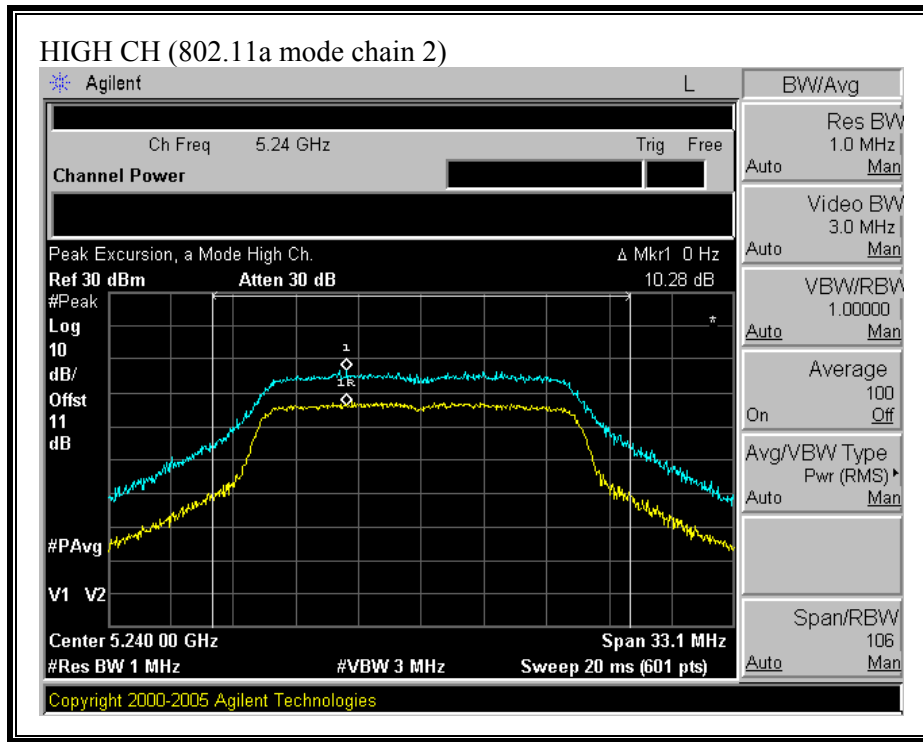 HIGH CH (802.11a mode chain 2)
Agilent L
BW/Avg
Ch Freq 5.24 GHz Trig Free
Channel Power
Res BW
1.0 MHz
Auto Man
Video BW
3.0 MHz
Auto Man
Peak Excursion, a Mode High Ch. Δ Mkr1 0 Hz
Ref 30 dBm Atten 30 dB 10.28 dB
#Peak
Log
10
dB/
Offst
11
dB
#PAvg
V1 V2
1
1R
*
VBW/RBW
1.00000
Auto Man
Average
100
On Off
Avg/VBW Type
Pwr (RMS)
Auto Man
Span/RBW
106
Auto Man
Center 5.240 00 GHz Span 33.1 MHz
#Res BW 1 MHz #VBW 3 MHz Sweep 20 ms (601 pts)
Copyright 2000-2005 Agilent Technologies